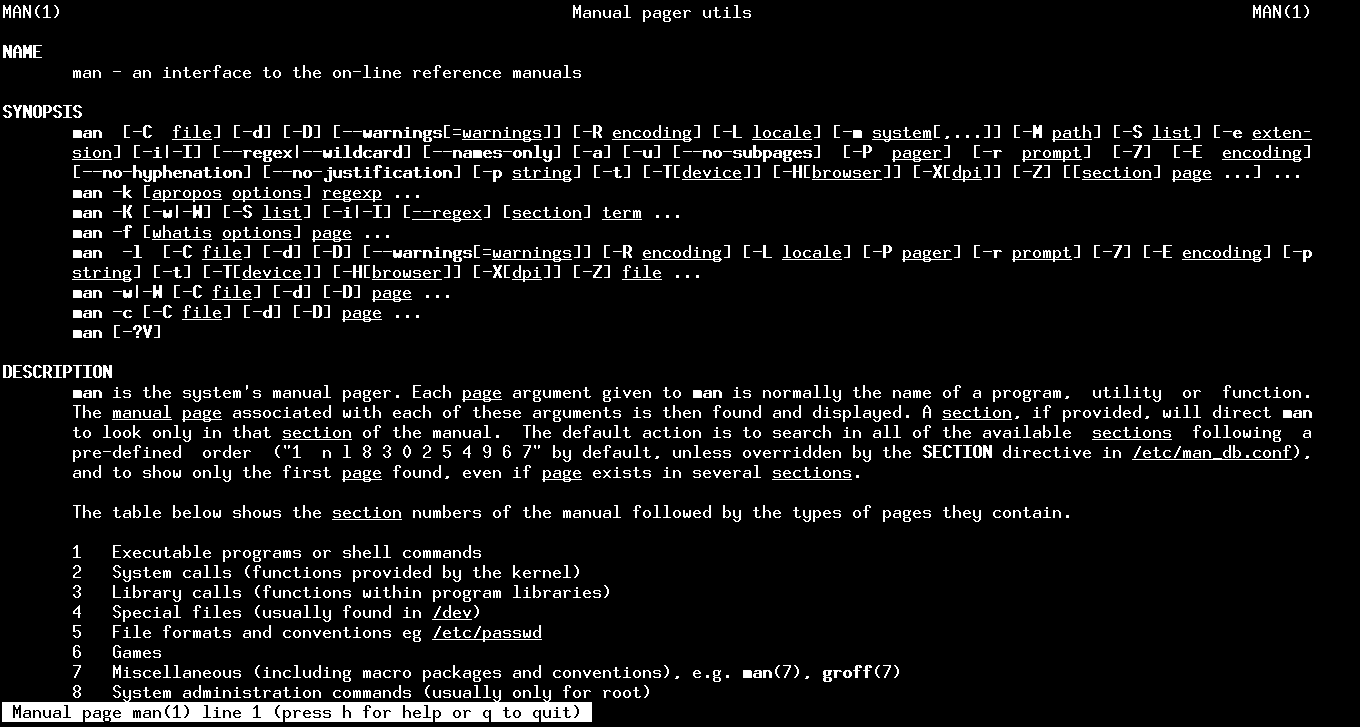 MAN(1)                                                   Manual pager utils                                                  MAN(1)

NAME
       man - an interface to the on-line reference manuals

SYNOPSIS
       man  [-C  file] [-d] [-D] [--warnings[=warnings]] [-R encoding] [-L locale] [-m system[,...]] [-M path] [-S list] [-e exten-
       sion] [-i|-I] [--regex|--wildcard] [--names-only] [-a] [-u] [--no-subpages]  [-P  pager]  [-r  prompt]  [-7]  [-E  encoding]
       [--no-hyphenation] [--no-justification] [-p string] [-t] [-T[device]] [-H[browser]] [-X[dpi]] [-Z] [[section] page ...] ...
       man -k [apropos options] regexp ...
       man -K [-w|-W] [-S list] [-i|-I] [--regex] [section] term ...
       man -f [whatis options] page ...
       man  -l  [-C file] [-d] [-D] [--warnings[=warnings]] [-R encoding] [-L locale] [-P pager] [-r prompt] [-7] [-E encoding] [-p
       string] [-t] [-T[device]] [-H[browser]] [-X[dpi]] [-Z] file ...
       man -w|-W [-C file] [-d] [-D] page ...
       man -c [-C file] [-d] [-D] page ...
       man [-?V]

DESCRIPTION
       man is the system's manual pager. Each page argument given to man is normally the name of a program,  utility  or  function.
       The manual page associated with each of these arguments is then found and displayed. A section, if provided, will direct man
       to look only in that section of the manual.  The default action is to search in all of the available  sections  following  a
       pre-defined  order  ("1  n l 8 3 0 2 5 4 9 6 7" by default, unless overridden by the SECTION directive in /etc/man_db.conf),
       and to show only the first page found, even if page exists in several sections.

       The table below shows the section numbers of the manual followed by the types of pages they contain.

       1   Executable programs or shell commands
       2   System calls (functions provided by the kernel)
       3   Library calls (functions within program libraries)
       4   Special files (usually found in /dev)
       5   File formats and conventions eg /etc/passwd
       6   Games
       7   Miscellaneous (including macro packages and conventions), e.g. man(7), groff(7)
       8   System administration commands (usually only for root)
 Manual page man(1) line 1 (press h for help or q to quit)